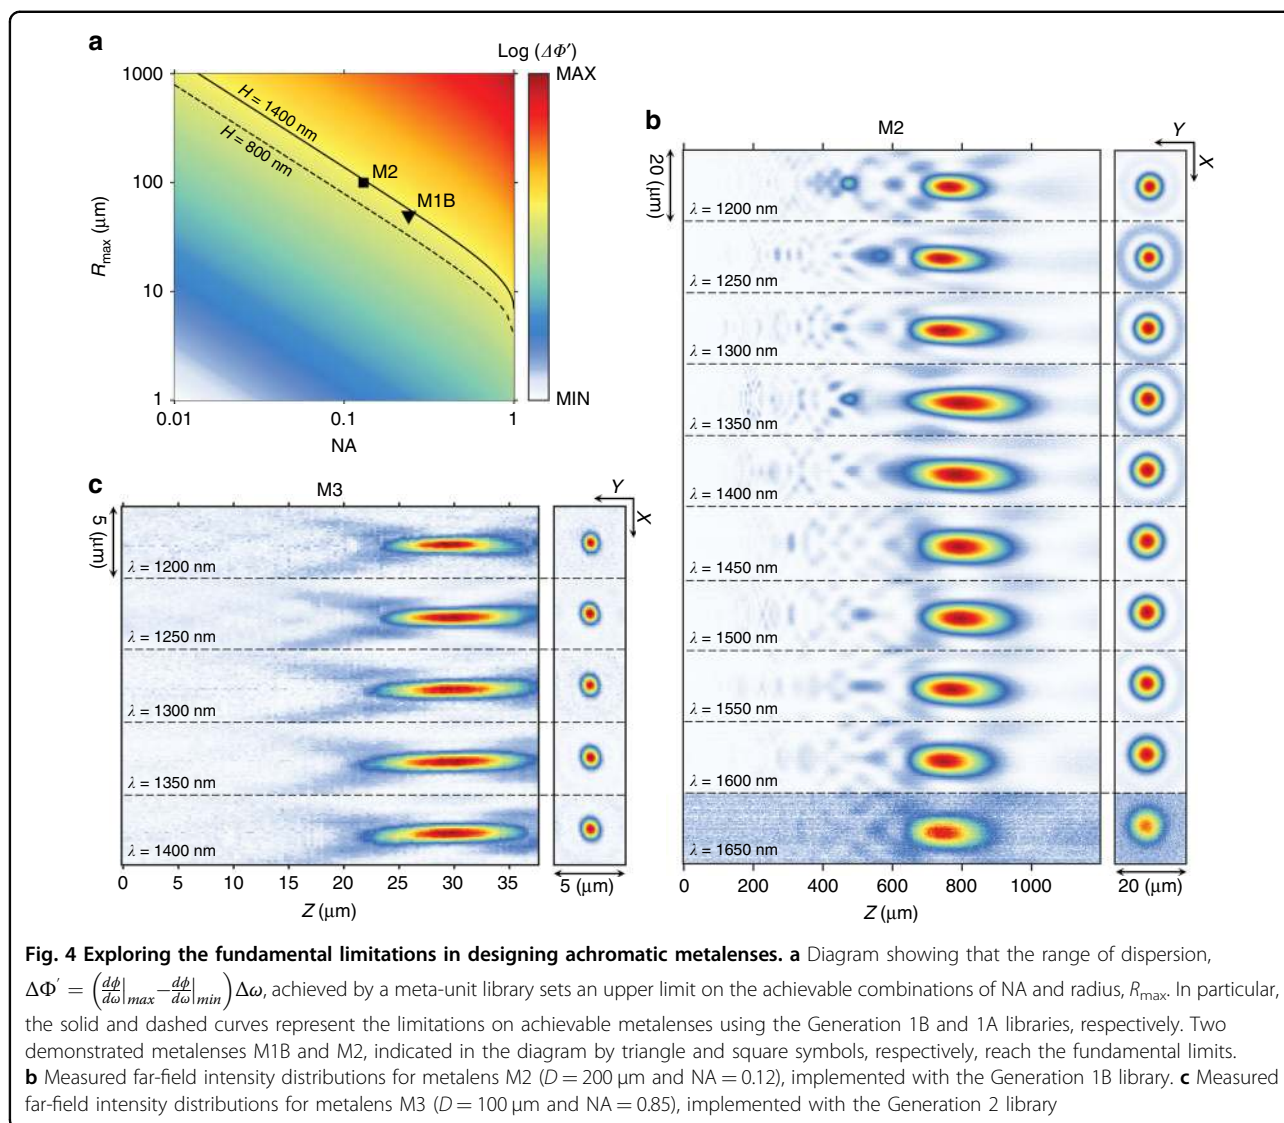 a
Log (ΔΦ′)
MAX
MIN
1000
100
10
1
R_max (μm)
H = 1400 nm
H = 800 nm
M2
M1B
0.01
0.1
1
NA
b
M2
Y
X
20 (μm)
λ = 1200 nm
λ = 1250 nm
λ = 1300 nm
λ = 1350 nm
λ = 1400 nm
λ = 1450 nm
λ = 1500 nm
λ = 1550 nm
λ = 1600 nm
λ = 1650 nm
0 200 400 600 800 1000
20 (μm)
Z (μm)
c
M3
Y
X
5 (μm)
λ = 1200 nm
λ = 1250 nm
λ = 1300 nm
λ = 1350 nm
λ = 1400 nm
0 5 10 15 20 25 30 35
5 (μm)
Z (μm)
Fig. 4 Exploring the fundamental limitations in designing achromatic metalenses. a Diagram showing that the range of dispersion,
ΔΦ′ = (dϕ/dω|max − dϕ/dω|min)Δω, achieved by a meta-unit library sets an upper limit on the achievable combinations of NA and radius, R_max. In particular,
the solid and dashed curves represent the limitations on achievable metalenses using the Generation 1B and 1A libraries, respectively. Two
demonstrated metalenses M1B and M2, indicated in the diagram by triangle and square symbols, respectively, reach the fundamental limits.
b Measured far-field intensity distributions for metalens M2 (D = 200 μm and NA = 0.12), implemented with the Generation 1B library. c Measured
far-field intensity distributions for metalens M3 (D = 100 μm and NA = 0.85), implemented with the Generation 2 library